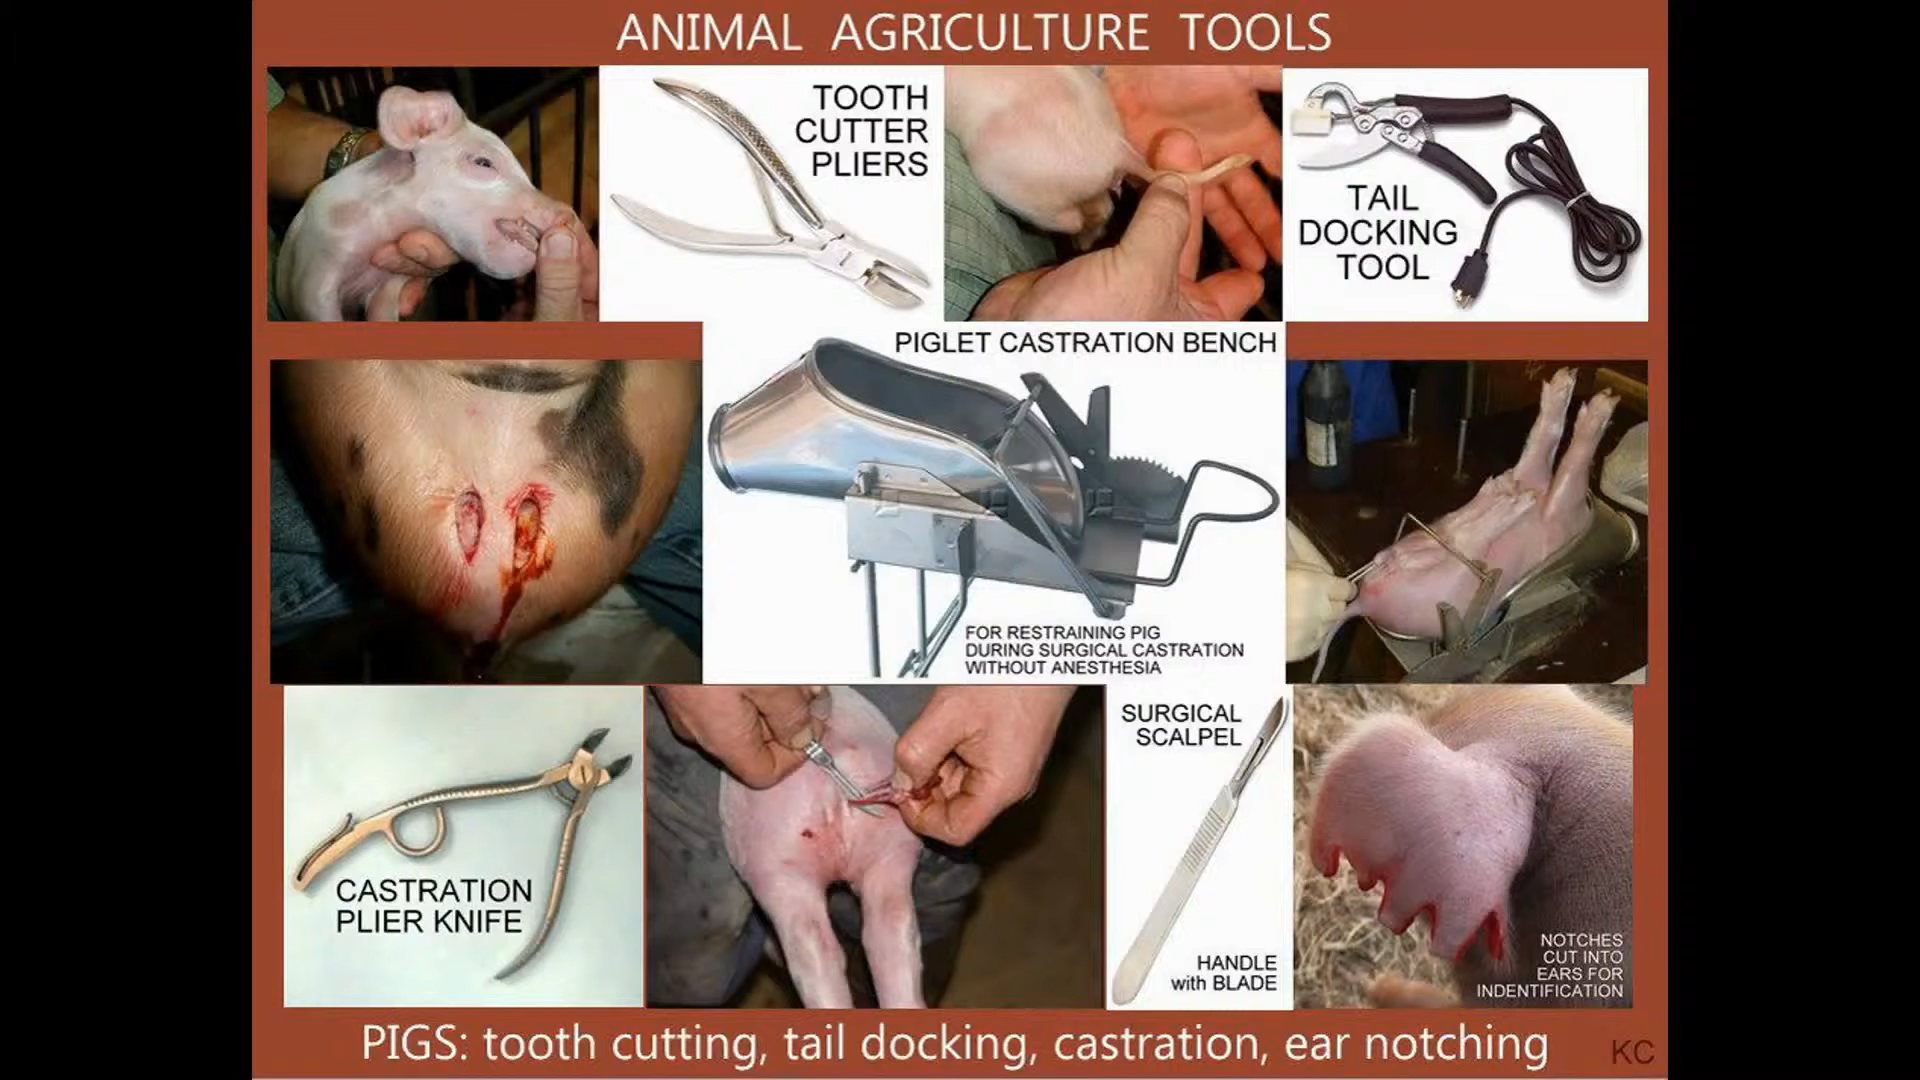 ANIMAL AGRICULTURE TOOLS
TOOTH
CUTTER
PLIERS
TAIL
DOCKING
TOOL
PIGLET CASTRATION BENCH
FOR RESTRAINING PIG
DURING SURGICAL CASTRATION
WITHOUT ANESTHESIA
CASTRATION
PLIER KNIFE
SURGICAL
SCALPEL
HANDLE
with BLADE
NOTCHES
CUT INTO
EARS FOR
INDENTIFICATION
PIGS: tooth cutting, tail docking, castration, ear notching
KC